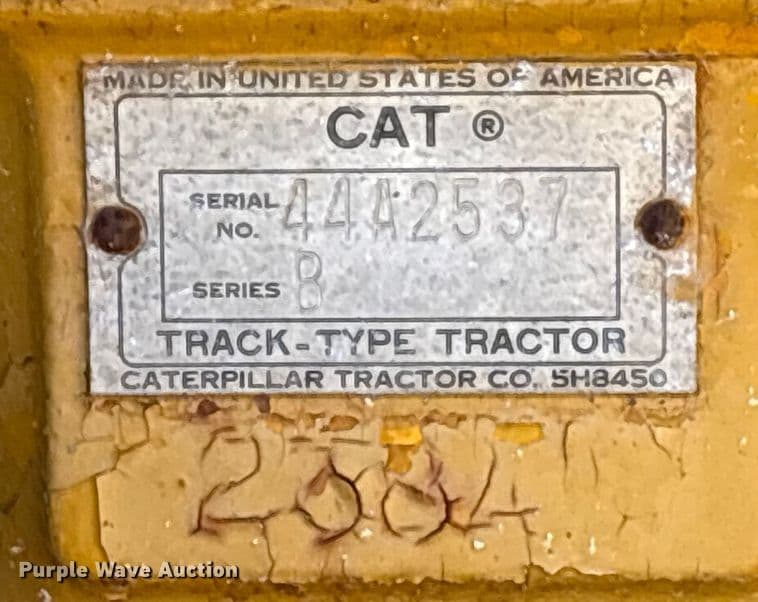 MADE IN UNITED STATES OF AMERICA
CAT ®
SERIAL NO. 44A2537
SERIES B
TRACK-TYPE TRACTOR
CATERPILLAR TRACTOR CO. 5H8450
Purple Wave Auction